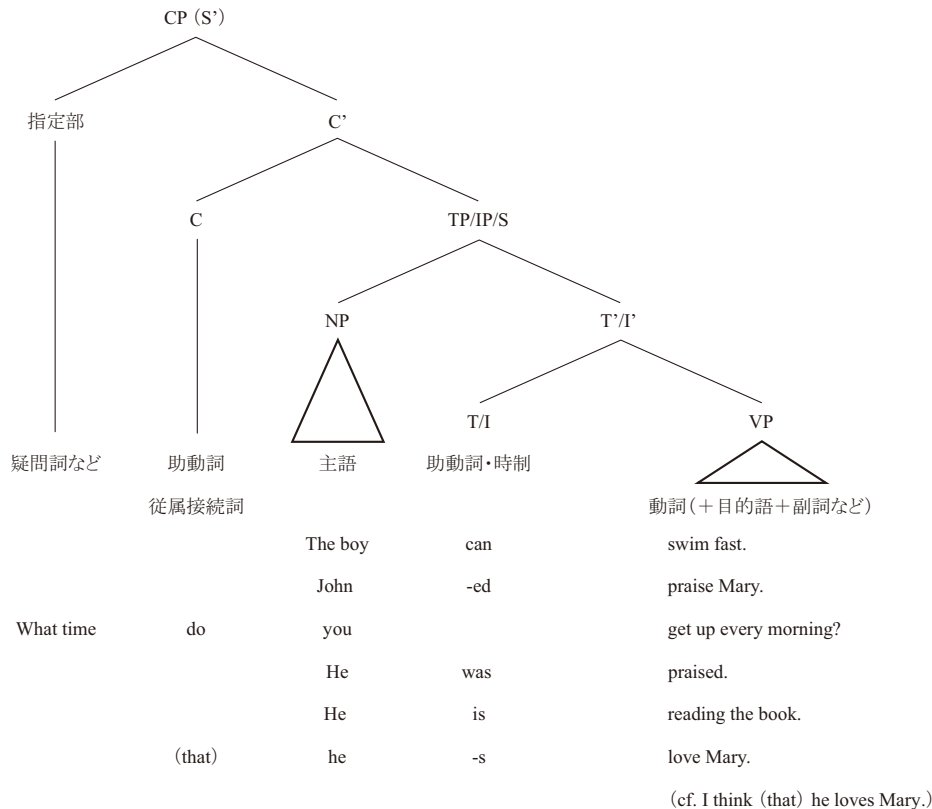 CP（S’）
指定部 C’
C TP/IP/S
NP T’/I’
T/I VP
疑問詞など 助動詞 主語 助動詞・時制
従属接続詞 動詞（＋目的語＋副詞など）
The boy can swim fast.
John -ed praise Mary.
What time do you get up every morning?
He was praised.
He is reading the book.
（that） he -s love Mary.
（cf. I think（that）he loves Mary.）